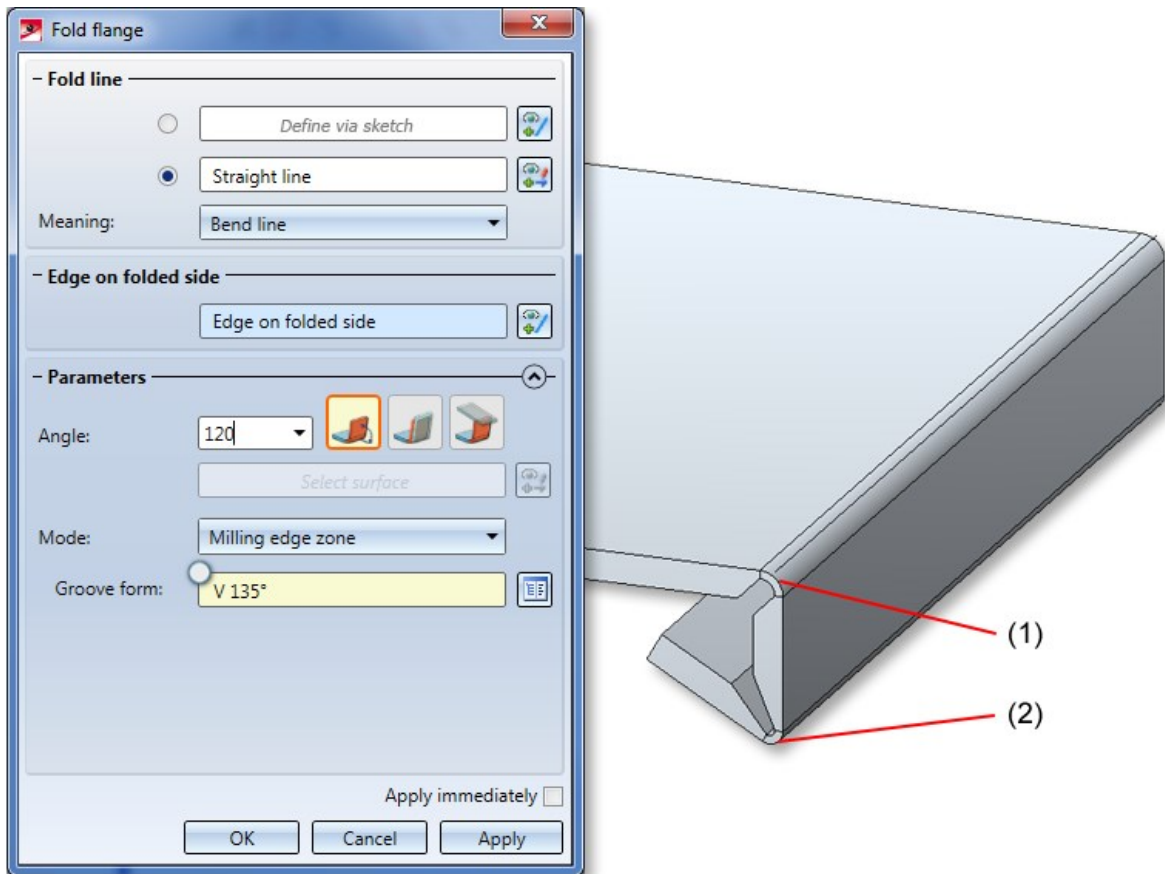 Fold flange
Fold line
Define via sketch
Straight line
Meaning:
Bend line
Edge on folded side
Edge on folded side
Parameters
Angle:
120
Select surface
Mode:
Milling edge zone
Groove form:
V 135°
Apply immediately
OK
Cancel
Apply
(1)
(2)